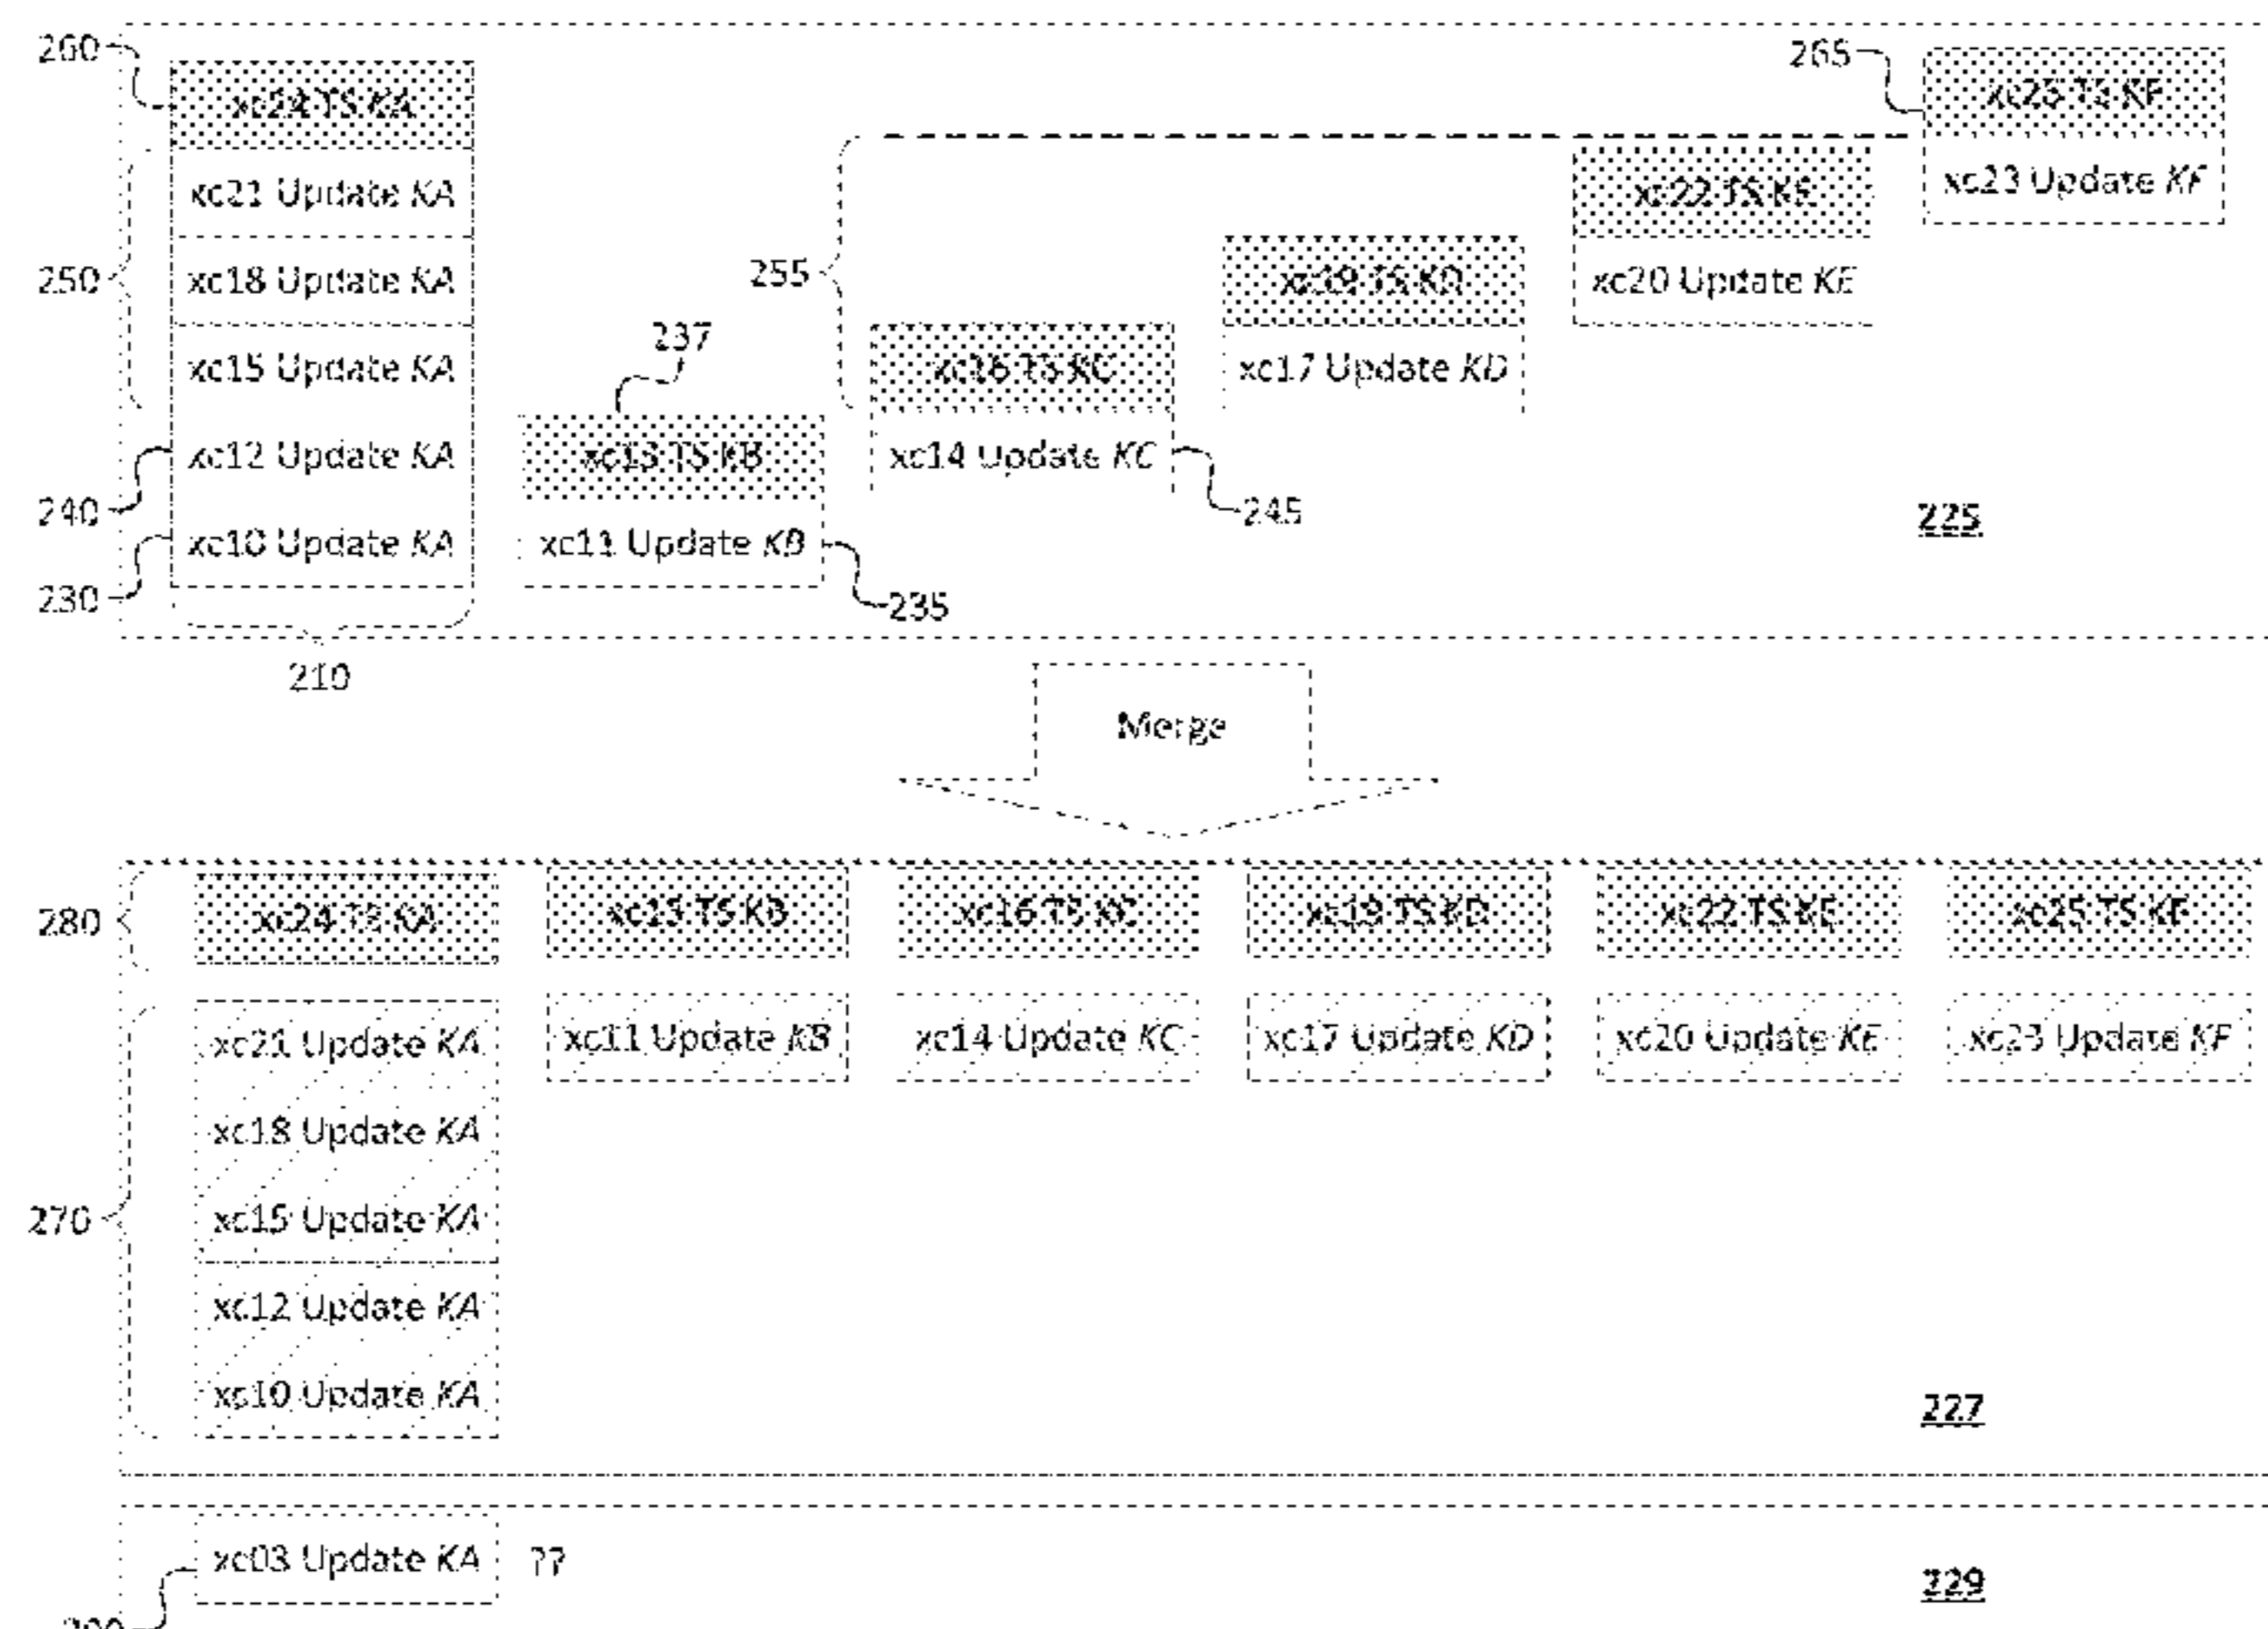 260
265
xc24 TS KA
xc25 TS KF
xc21 Update KA
xc22 TS KE
xc23 Update KF
250
xc18 Update KA
255
xc19 TS KD
xc20 Update KE
237
xc15 Update KA
xc16 TS KC
xc17 Update KD
xc12 Update KA
xc13 TS KB
xc14 Update KC
240
245
225
xc10 Update KA
xc11 Update KB
230
235
210
Merge
280
xc24 TS KA
xc13 TS KB
xc16 TS KC
xc19 TS KD
xc22 TS KE
xc25 TS KF
xc21 Update KA
xc11 Update KB
xc14 Update KC
xc17 Update KD
xc20 Update KE
xc23 Update KF
xc18 Update KA
270
xc15 Update KA
xc12 Update KA
xc10 Update KA
227
xc03 Update KA
??
229